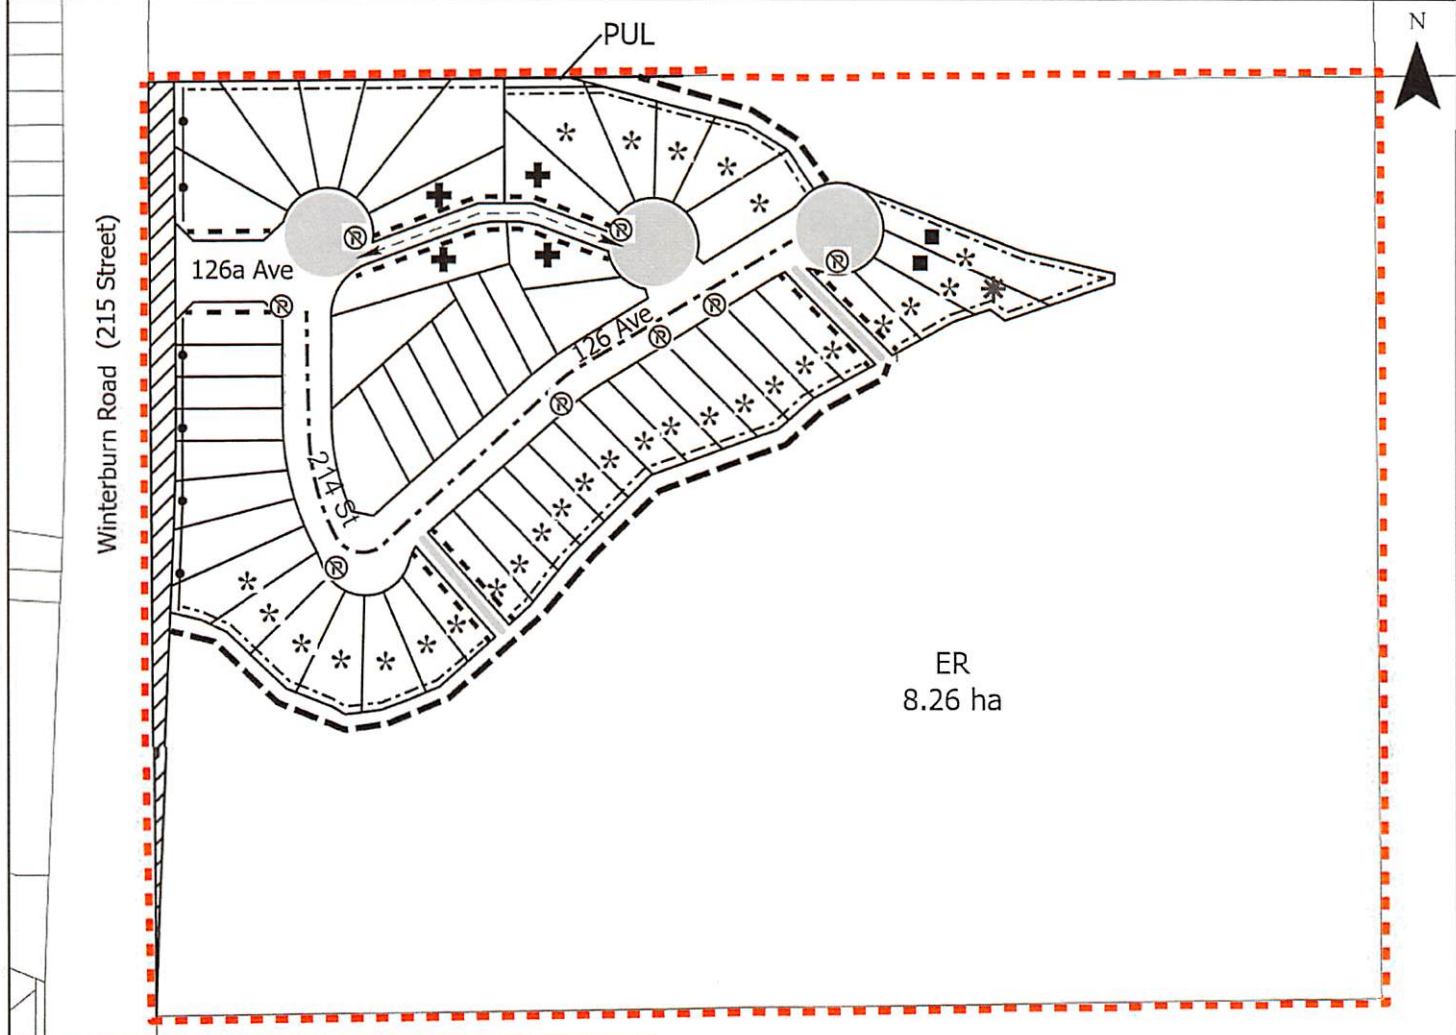 N
PUL
126a Ave
Winterburn Road (215 Street)
126 Ave
214 St
ER
8.26 ha